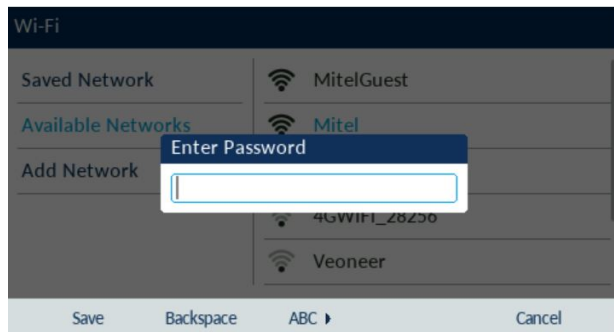 Wi-Fi
Saved Network
Available Networks
Add Network
MitelGuest
Mitel
4GWIFI_28256
Veoneer
Enter Password
Save Backspace ABC Cancel